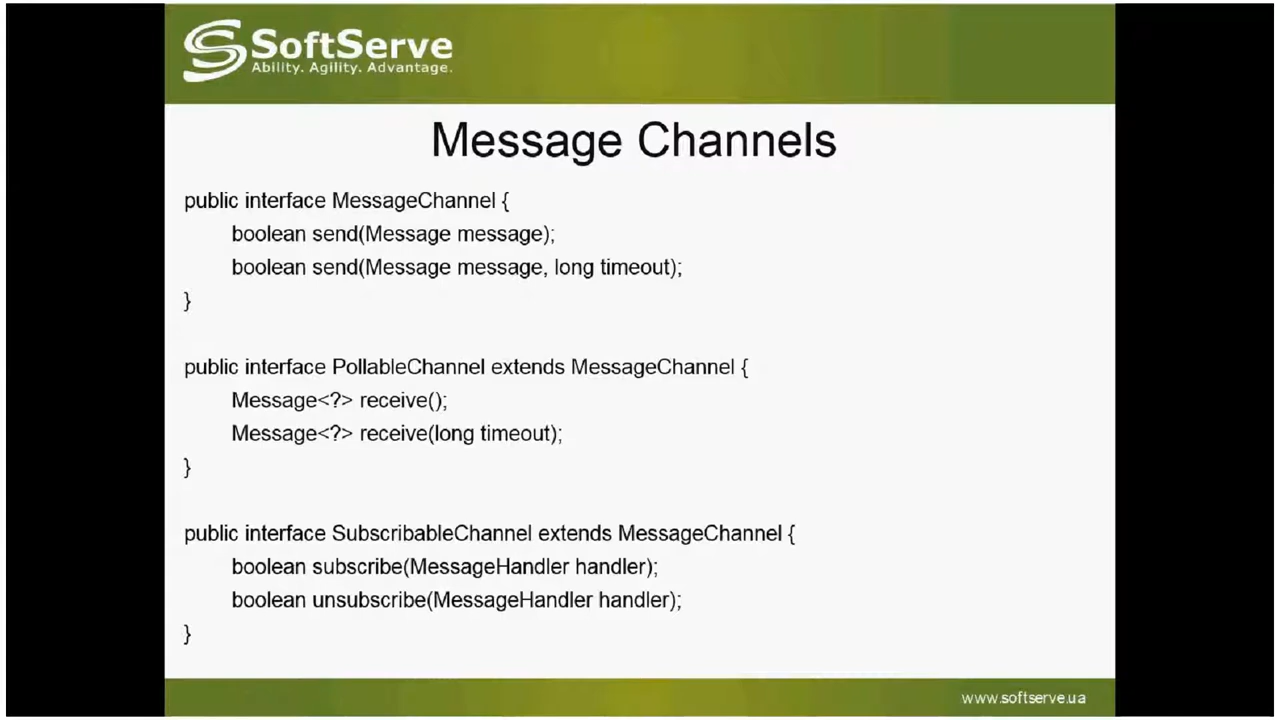 SoftServe
Ability. Agility. Advantage.
Message Channels
public interface MessageChannel {
boolean send(Message message);
boolean send(Message message, long timeout);
}
public interface PollableChannel extends MessageChannel {
Message<?> receive();
Message<?> receive(long timeout);
}
public interface SubscribableChannel extends MessageChannel {
boolean subscribe(MessageHandler handler);
boolean unsubscribe(MessageHandler handler);
}
www.softserve.ua